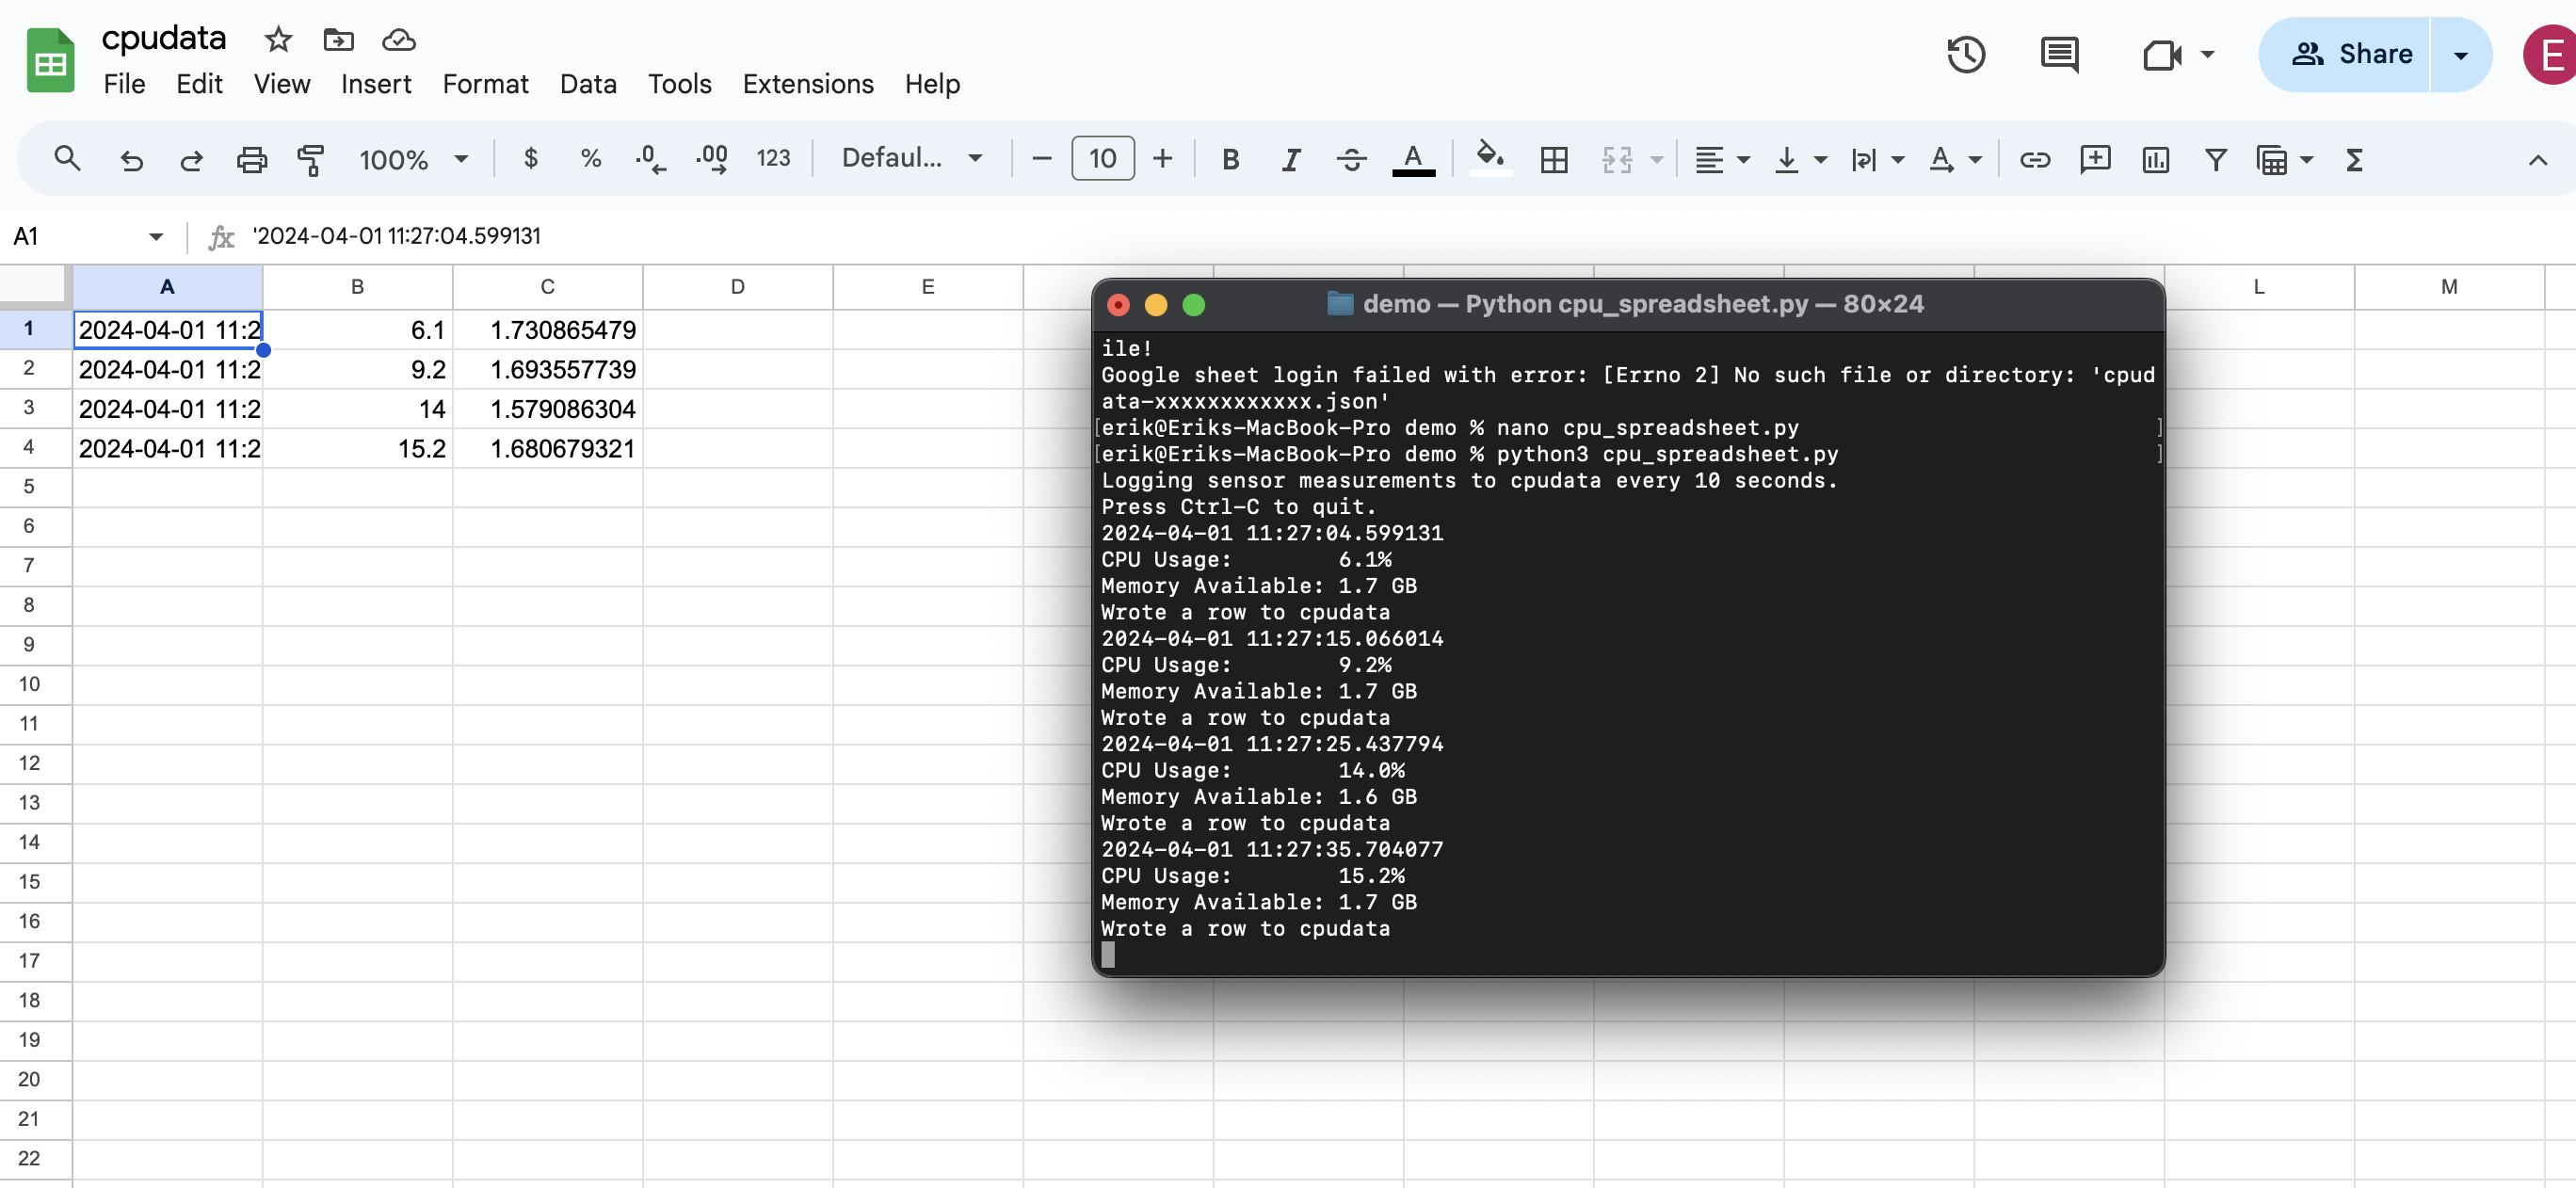 cpudata
File Edit View Insert Format Data Tools Extensions Help
Share
E
100% $ % .0 .00 123 Defaul... 10 B I A Σ
A1 fx '2024-04-01 11:27:04.599131
A B C D E L M
1 2024-04-01 11:2 6.1 1.730865479
2 2024-04-01 11:2 9.2 1.693557739
3 2024-04-01 11:2 14 1.579086304
4 2024-04-01 11:2 15.2 1.680679321
5
6
7
8
9
10
11
12
13
14
15
16
17
18
19
20
21
22
demo — Python cpu_spreadsheet.py — 80×24
ile!
Google sheet login failed with error: [Errno 2] No such file or directory: 'cpud
ata-xxxxxxxxxxxx.json'
[erik@Eriks-MacBook-Pro demo % nano cpu_spreadsheet.py ]
[erik@Eriks-MacBook-Pro demo % python3 cpu_spreadsheet.py ]
Logging sensor measurements to cpudata every 10 seconds.
Press Ctrl-C to quit.
2024-04-01 11:27:04.599131
CPU Usage: 6.1%
Memory Available: 1.7 GB
Wrote a row to cpudata
2024-04-01 11:27:15.066014
CPU Usage: 9.2%
Memory Available: 1.7 GB
Wrote a row to cpudata
2024-04-01 11:27:25.437794
CPU Usage: 14.0%
Memory Available: 1.6 GB
Wrote a row to cpudata
2024-04-01 11:27:35.704077
CPU Usage: 15.2%
Memory Available: 1.7 GB
Wrote a row to cpudata